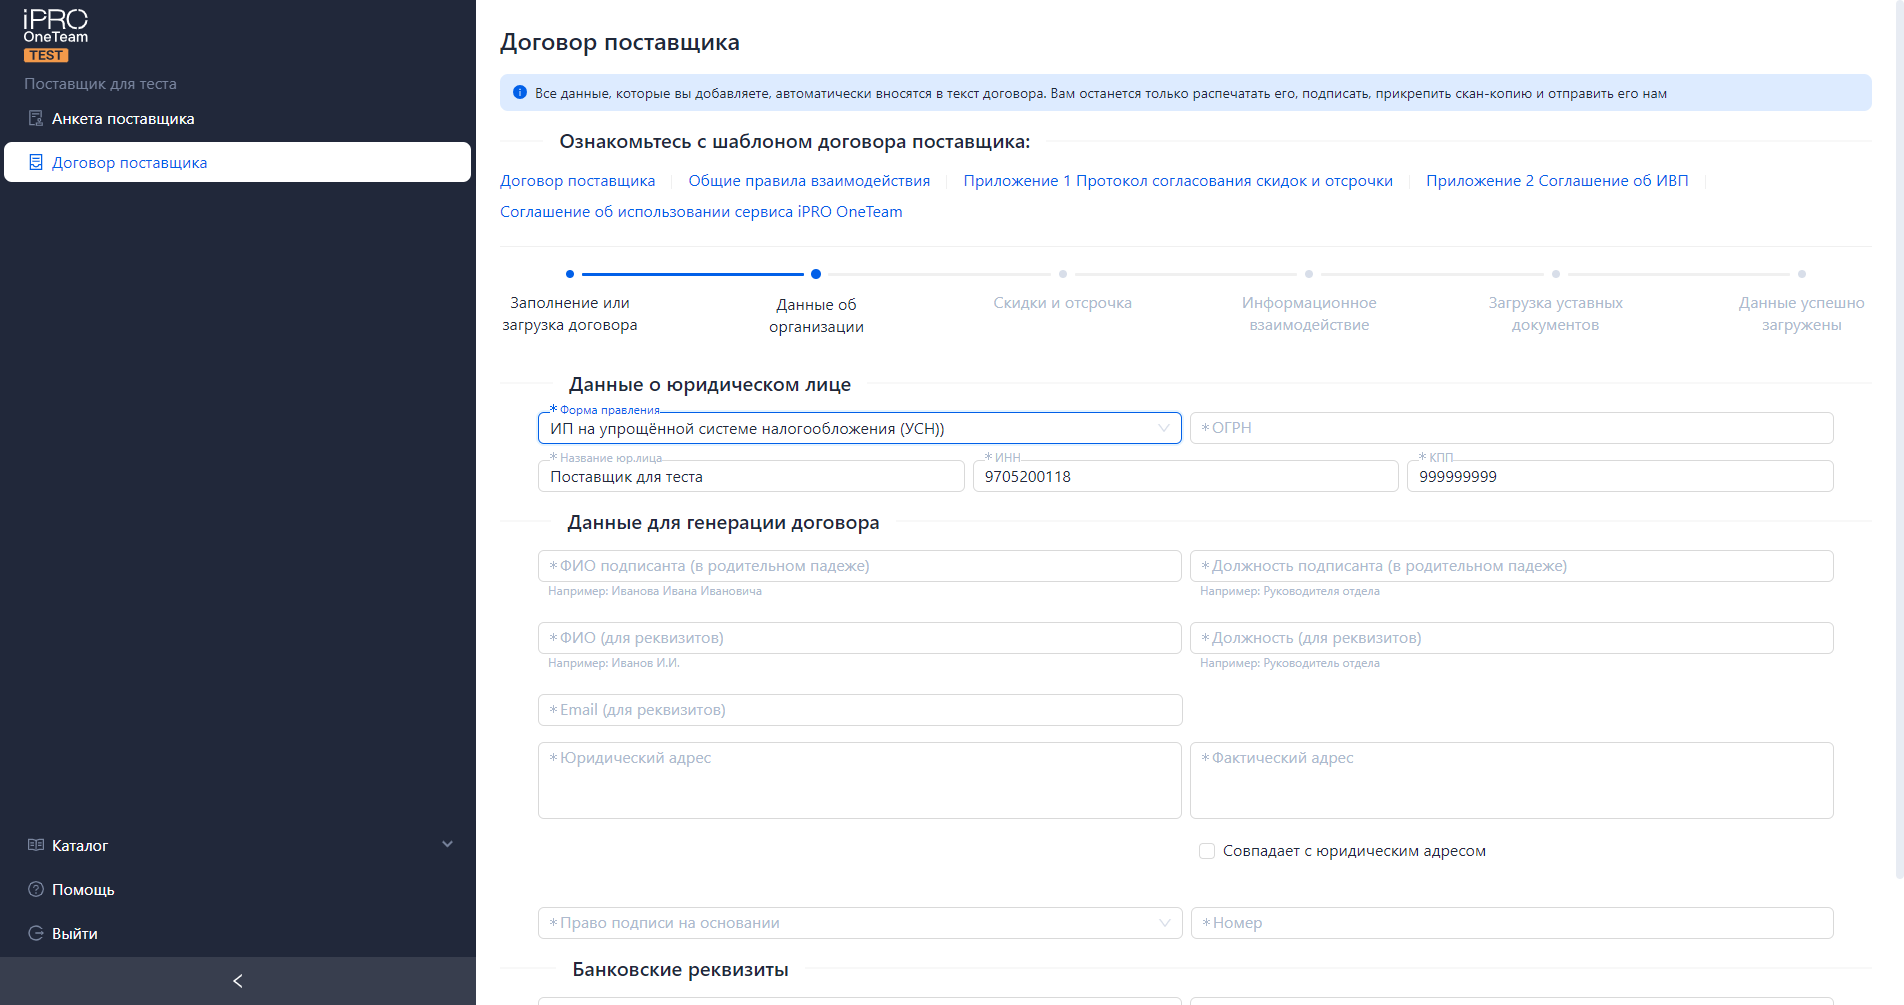 iPRO
OneTeam
TEST
Поставщик для теста
Анкета поставщика
Договор поставщика
Каталог
Помощь
Выйти
Договор поставщика
Все данные, которые вы добавляете, автоматически вносятся в текст договора. Вам останется только распечатать его, подписать, прикрепить скан-копию и отправить его нам
Ознакомьтесь с шаблоном договора поставщика:
Договор поставщика Общие правила взаимодействия Приложение 1 Протокол согласования скидок и отсрочки Приложение 2 Соглашение об ИВП
Соглашение об использовании сервиса iPRO OneTeam
Заполнение или
загрузка договора
Данные об
организации
Скидки и отсрочка
Информационное
взаимодействие
Загрузка уставных
документов
Данные успешно
загружены
Данные о юридическом лице
* Форма правления
ИП на упрощённой системе налогообложения (УСН))
* ОГРН
* Название юр.лица
Поставщик для теста
* ИНН
9705200118
* КПП
999999999
Данные для генерации договора
* ФИО подписанта (в родительном падеже)
Например: Иванова Ивана Ивановича
* Должность подписанта (в родительном падеже)
Например: Руководителя отдела
* ФИО (для реквизитов)
Например: Иванов И.И.
* Должность (для реквизитов)
Например: Руководитель отдела
* Email (для реквизитов)
* Юридический адрес
* Фактический адрес
Совпадает с юридическим адресом
* Право подписи на основании
* Номер
Банковские реквизиты